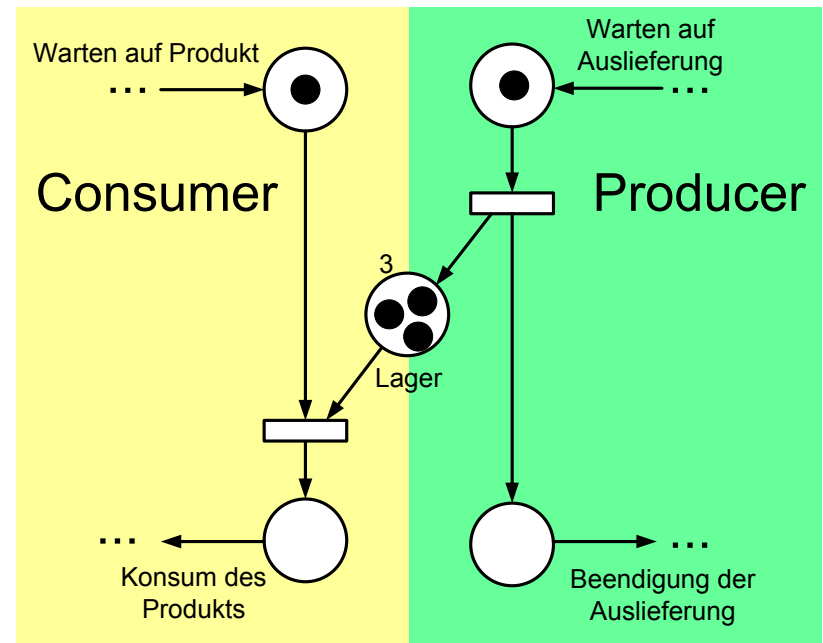 Warten auf Produkt
...
Warten auf
Auslieferung
...
Consumer
Producer
3
Lager
...
Konsum des
Produkts
...
Beendigung der
Auslieferung